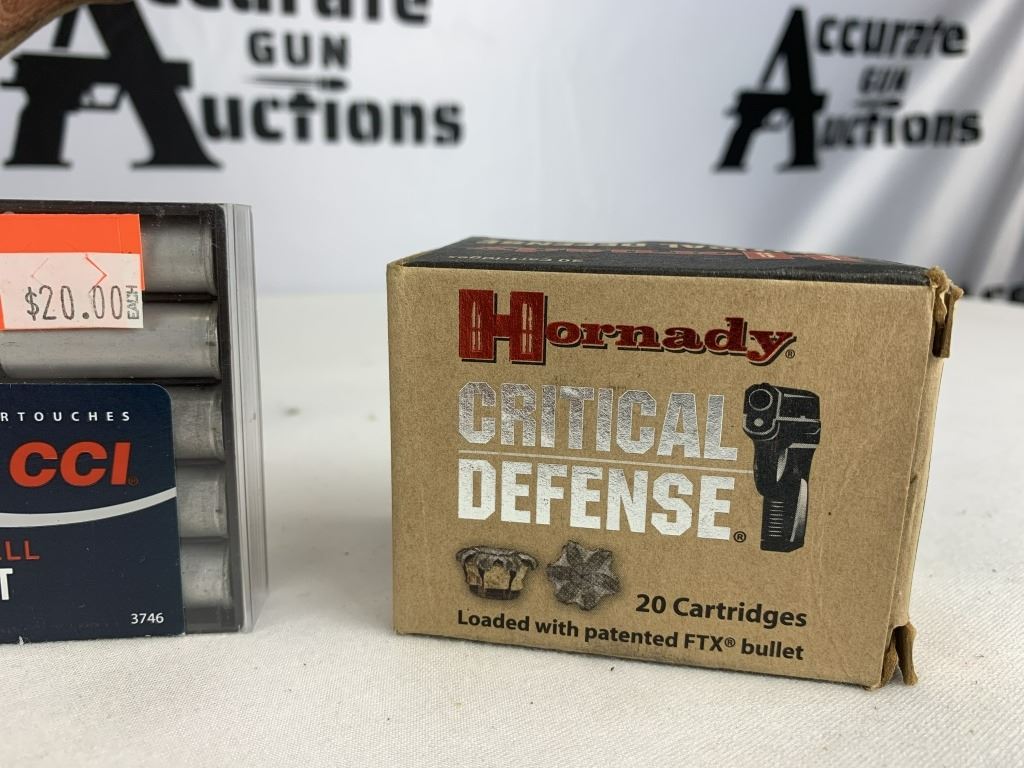 Accurate
GUN
Auctions
Accurate
GUN
Auctions
$20.00 EACH
RTOUCHES
CCI®
LL
T
3746
Hornady®
CRITICAL
DEFENSE®
20 Cartridges
Loaded with patented FTX® bullet